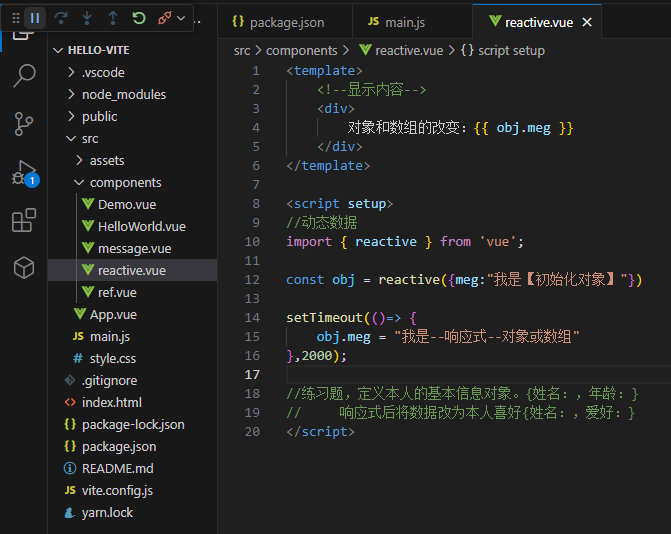 package.json
main.js
reactive.vue
HELLO-VITE
.vscode
node_modules
public
src
assets
components
Demo.vue
HelloWorld.vue
message.vue
reactive.vue
ref.vue
App.vue
main.js
style.css
.gitignore
index.html
package-lock.json
package.json
README.md
vite.config.js
yarn.lock
1
src > components > reactive.vue > {} script setup
1 <template>
2 <!--显示内容-->
3 <div>
4 对象和数组的改变：{{ obj.meg }}
5 </div>
6 </template>
7
8 <script setup>
9 //动态数据
10 import { reactive } from 'vue';
11
12 const obj = reactive({meg:"我是【初始化对象】"})
13
14 setTimeout(()=> {
15 obj.meg = "我是--响应式--对象或数组"
16 },2000);
17
18 //练习题，定义本人的基本信息对象。{姓名：，年龄：}
19 // 响应式后将数据改为本人喜好{姓名：，爱好：}
20 </script>